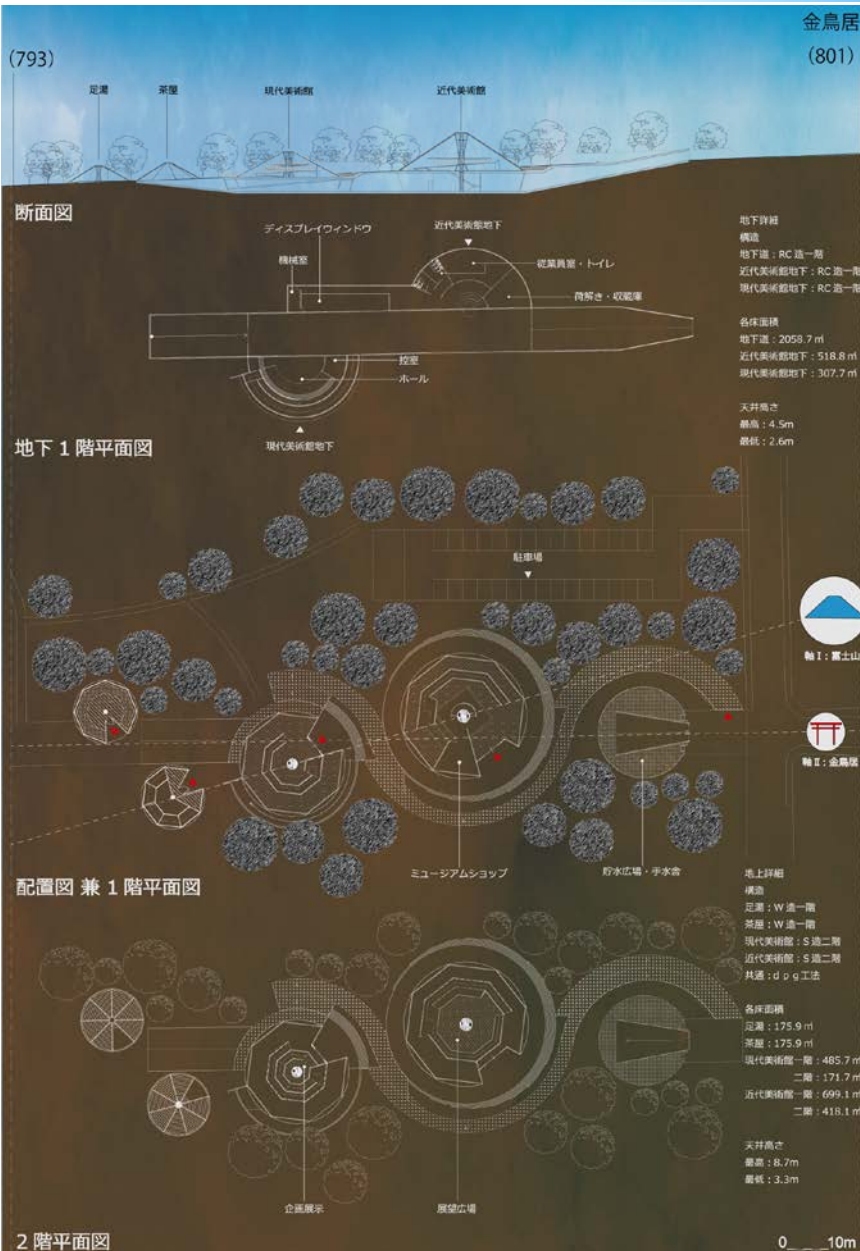 金鳥居
(793)
(801)
足湯
茶屋
現代美術館
近代美術館
断面図
ディスプレイウィンドウ
近代美術館地下
機械室
従業員室・トイレ
荷解き・収蔵庫
控室
ホール
現代美術館地下
地下詳細
構造
地下道:RC造一階
近代美術館地下:RC造一階
現代美術館地下:RC造一階
各床面積
地下道:2058.7㎡
近代美術館地下:518.8㎡
現代美術館地下:307.7㎡
天井高さ
最高:4.5m
最低:2.6m
地下1階平面図
駐車場
軸Ⅰ:富士山
軸Ⅱ:金鳥居
ミュージアムショップ
貯水広場・手水舎
配置図 兼 1階平面図
地上詳細
構造
足湯:W造一階
茶屋:W造一階
現代美術館:S造二階
近代美術館:S造二階
共通:dpg工法
各床面積
足湯:175.9㎡
茶屋:175.9㎡
現代美術館一階:485.7㎡
二階:171.7㎡
近代美術館一階:699.1㎡
二階:418.1㎡
天井高さ
最高:8.7m
最低:3.3m
企画展示
展望広場
2階平面図
0 10m